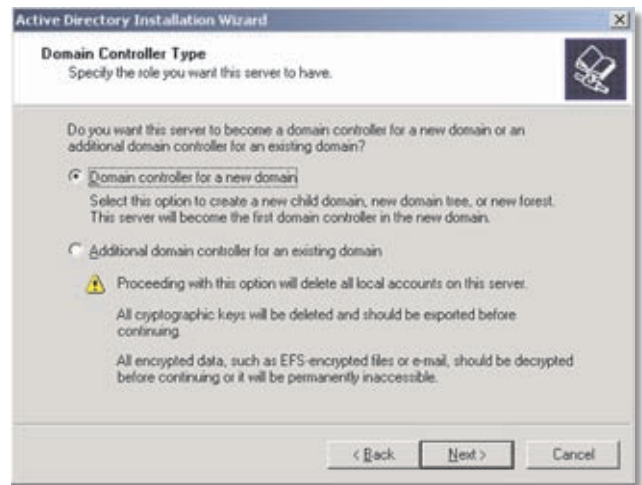 Active Directory Installation Wizard
Domain Controller Type
Specify the role you want this server to have.
Do you want this server to become a domain controller for a new domain or an
additional domain controller for an existing domain?
Domain controller for a new domain
Select this option to create a new child domain, new domain tree, or new forest.
This server will become the first domain controller in the new domain.
Additional domain controller for an existing domain
Proceeding with this option will delete all local accounts on this server.
All cryptographic keys will be deleted and should be exported before
continuing.
All encrypted data, such as EFS-encrypted files or e-mail, should be decrypted
before continuing or it will be permanently inaccessible.
< Back
Next >
Cancel